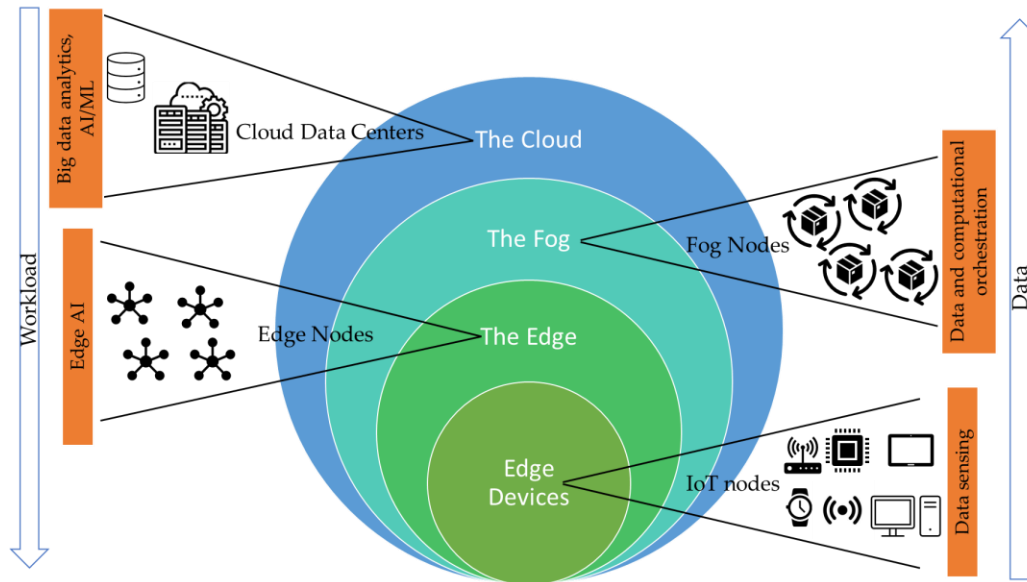 Workload
Big data analytics,
AI/ML
Cloud Data Centers
The Cloud
The Fog
Fog Nodes
Data and computational
orchestration
Data
Edge AI
Edge Nodes
The Edge
Edge
Devices
IoT nodes
Data sensing